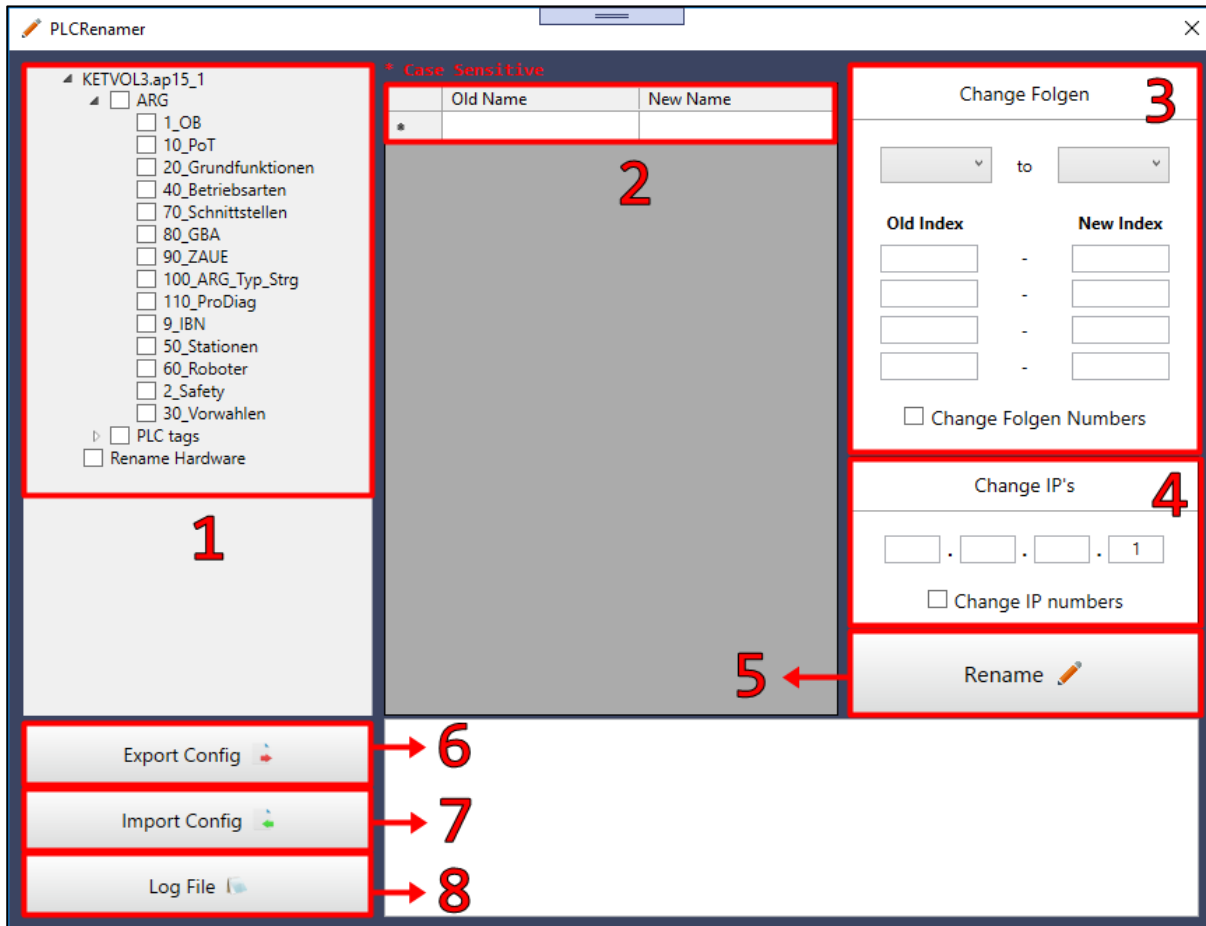 PLCRenamer
KETVOL3.ap15_1
ARG
1_OB
10_PoT
20_Grundfunktionen
40_Betriebsarten
70_Schnittstellen
80_GBA
90_ZAUE
100_ARG_Typ_Strg
110_ProDiag
9_IBN
50_Stationen
60_Roboter
2_Safety
30_Vorwahlen
PLC tags
Rename Hardware
1
* Case Sensitive
Old Name New Name
*
2
Change Folgen 3
to
Old Index New Index
-
-
-
-
Change Folgen Numbers
Change IP's 4
. . . 1
Change IP numbers
5 Rename
Export Config 6
Import Config 7
Log File 8